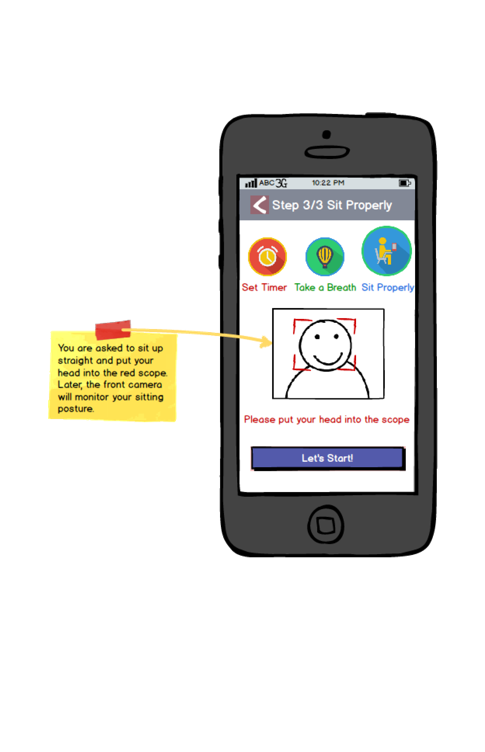 ABC 3G 10:22 PM
Step 3/3 Sit Properly
Set Timer Take a Breath Sit Properly
You are asked to sit up
straight and put your
head into the red scope.
Later, the front camera
will monitor your sitting
posture.
Please put your head into the scope
Let's Start!